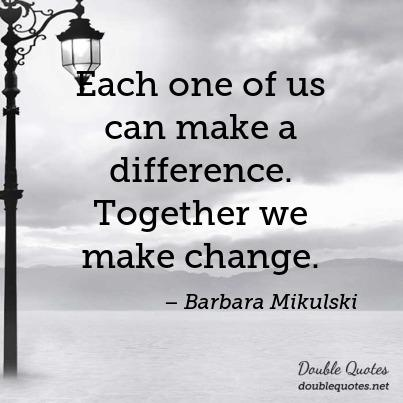 Each one of us
can make a
difference.
Together we
make change.
– Barbara Mikulski
Double Quotes
doublequotes.net